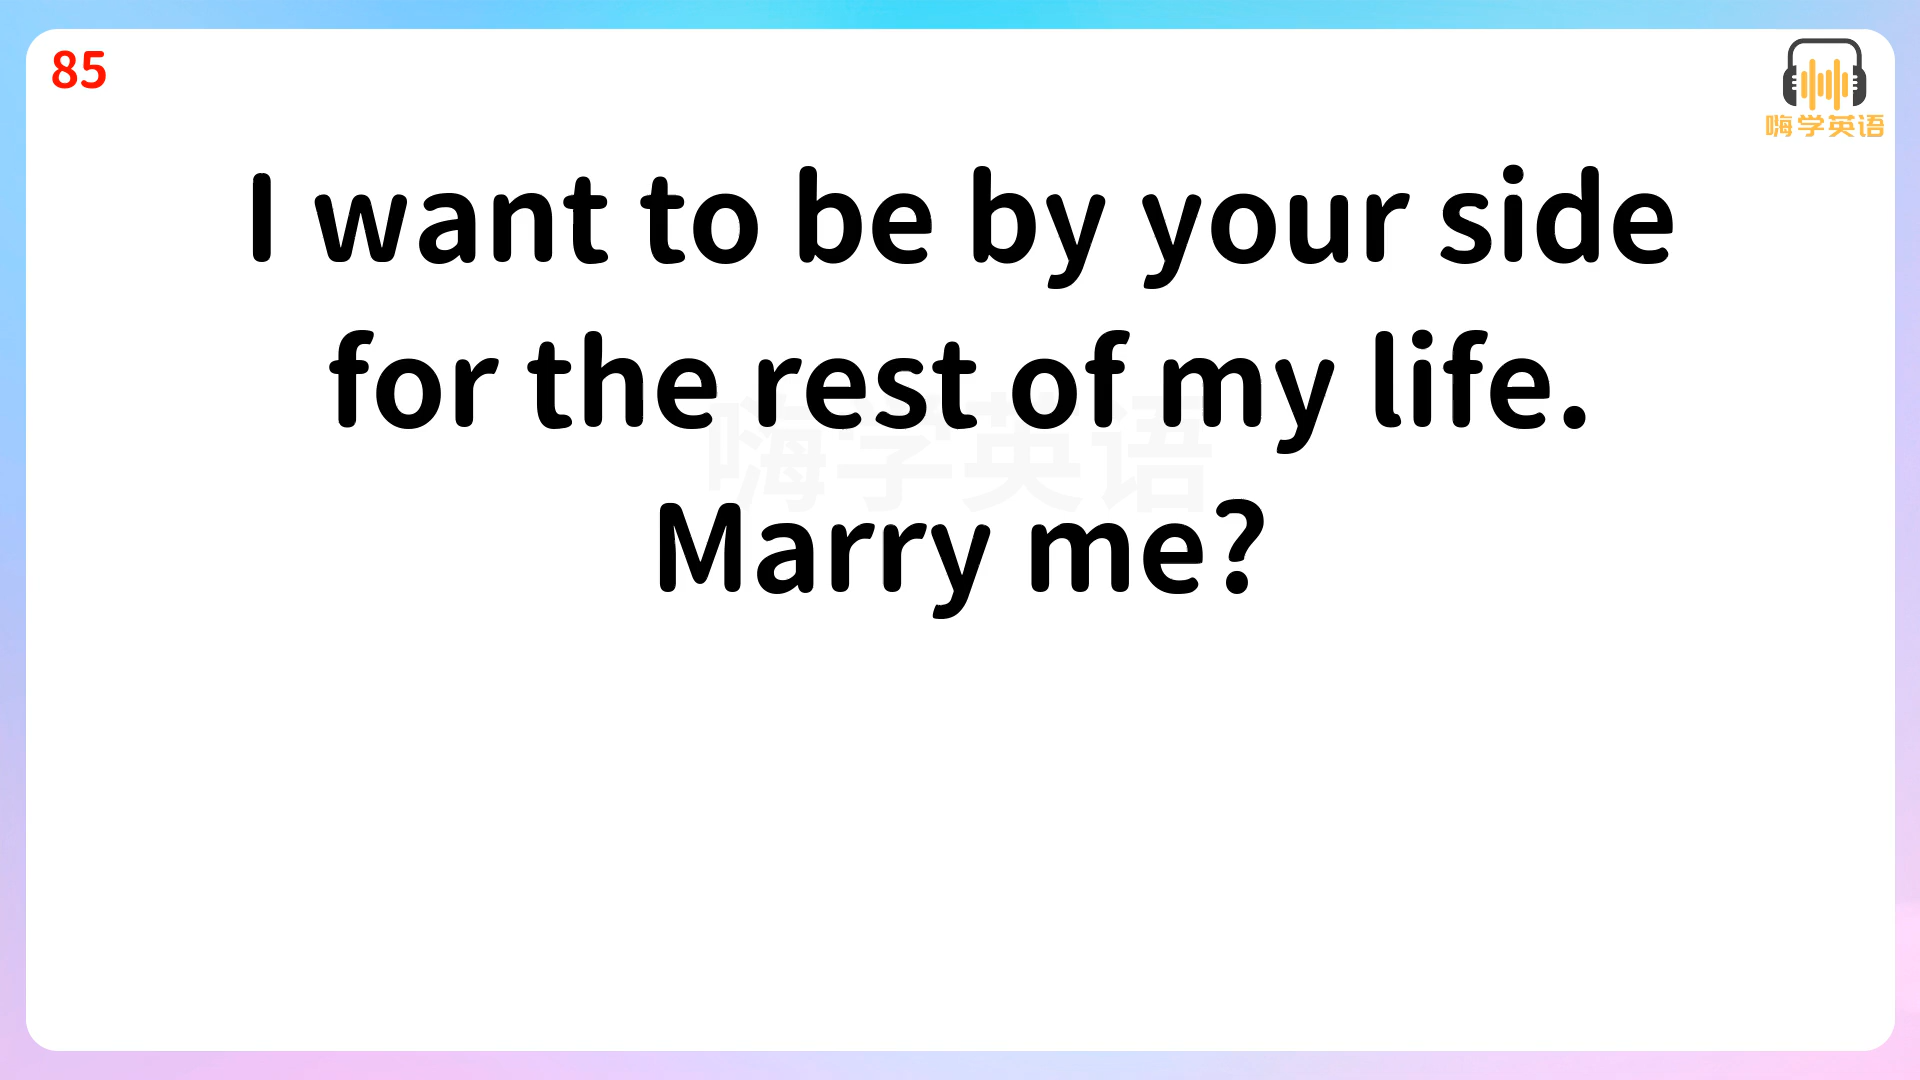 85
嗨学英语
I want to be by your side
for the rest of my life.
嗨学英语
Marry me?